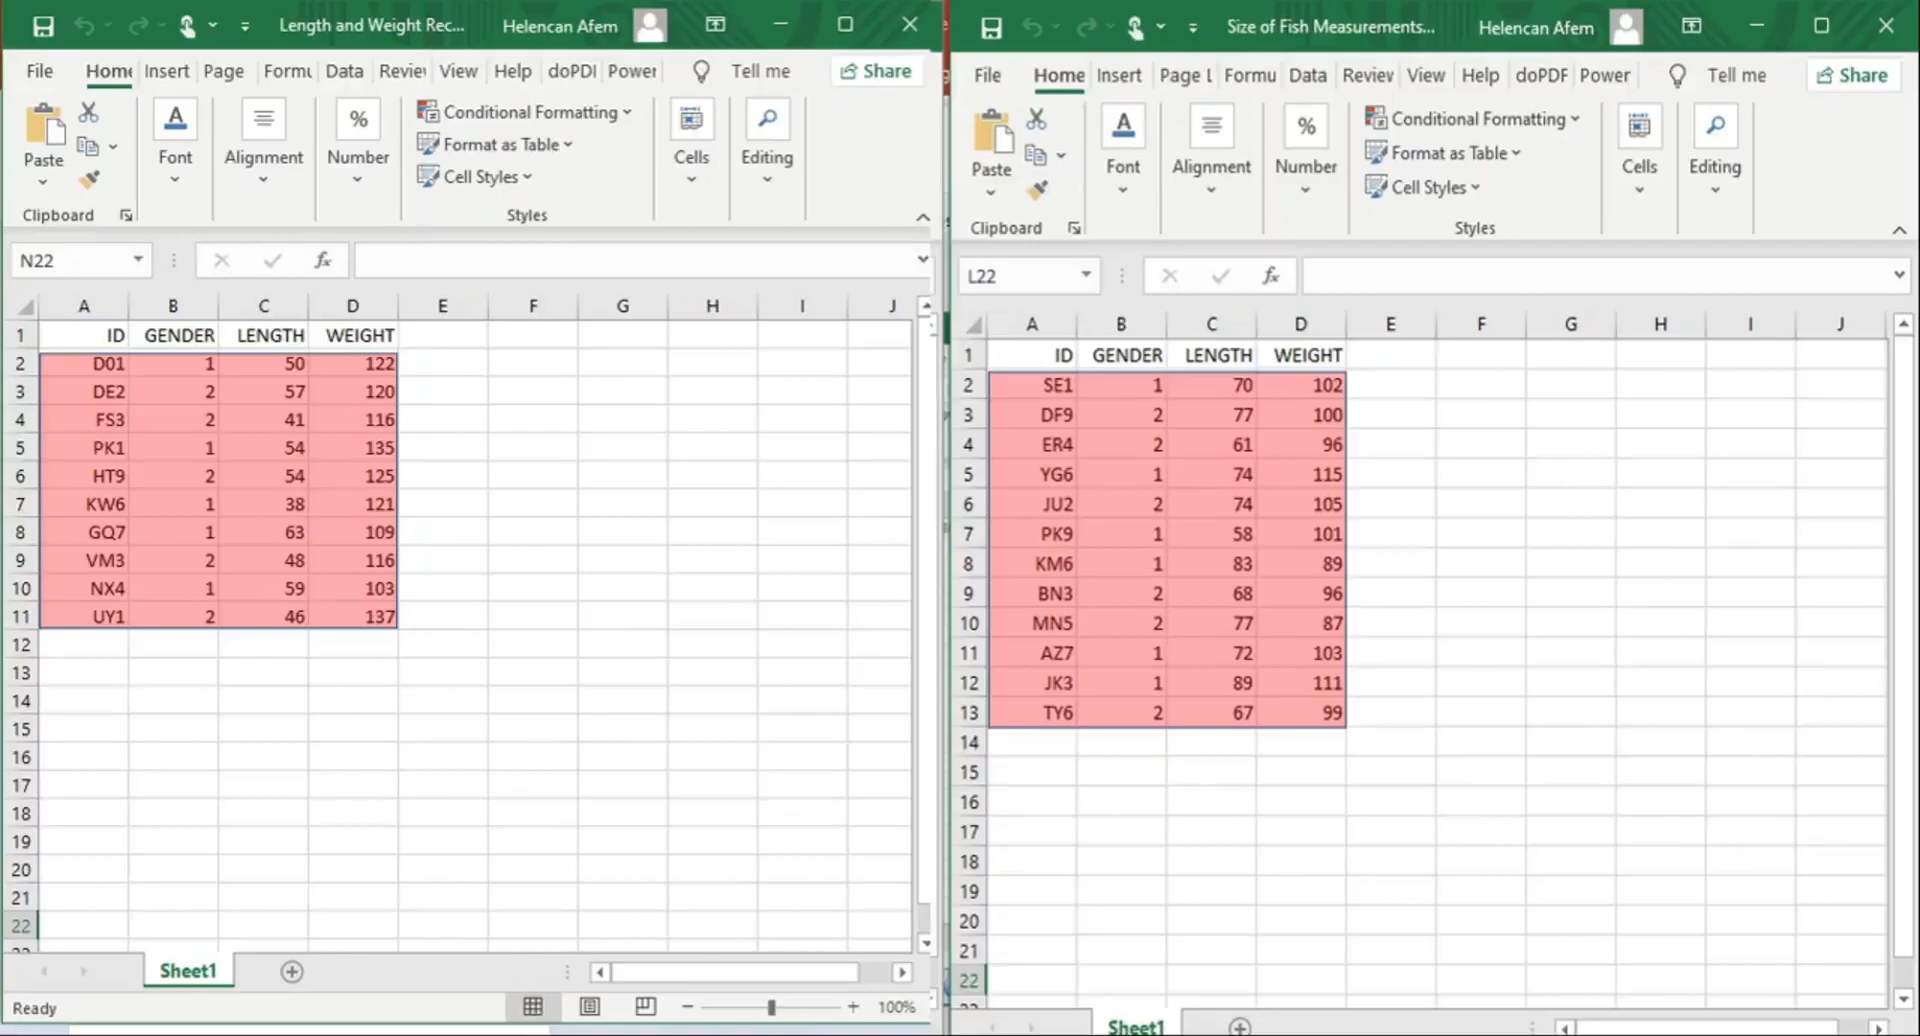 Length and Weight Rec... Helencan Afem
File Home Insert Page Formu Data Review View Help doPDI Power Tell me Share
Paste Font Alignment Number Conditional Formatting Cells Editing
Format as Table
Cell Styles
Clipboard Styles
N22 fx
A B C D E F G H I J
1 ID GENDER LENGTH WEIGHT
2 D01 1 50 122
3 DE2 2 57 120
4 FS3 2 41 116
5 PK1 1 54 135
6 HT9 2 54 125
7 KW6 1 38 121
8 GQ7 1 63 109
9 VM3 2 48 116
10 NX4 1 59 103
11 UY1 2 46 137
12
13
14
15
16
17
18
19
20
21
22
Sheet1
Ready 100%
Size of Fish Measurements... Helencan Afem
File Home Insert Page L Formu Data Review View Help doPDF Power Tell me Share
Paste Font Alignment Number Conditional Formatting Cells Editing
Format as Table
Cell Styles
Clipboard Styles
L22 fx
A B C D E F G H I J
1 ID GENDER LENGTH WEIGHT
2 SE1 1 70 102
3 DF9 2 77 100
4 ER4 2 61 96
5 YG6 1 74 115
6 JU2 2 74 105
7 PK9 1 58 101
8 KM6 1 83 89
9 BN3 2 68 96
10 MN5 2 77 87
11 AZ7 1 72 103
12 JK3 1 89 111
13 TY6 2 67 99
14
15
16
17
18
19
20
21
22
Sheet1